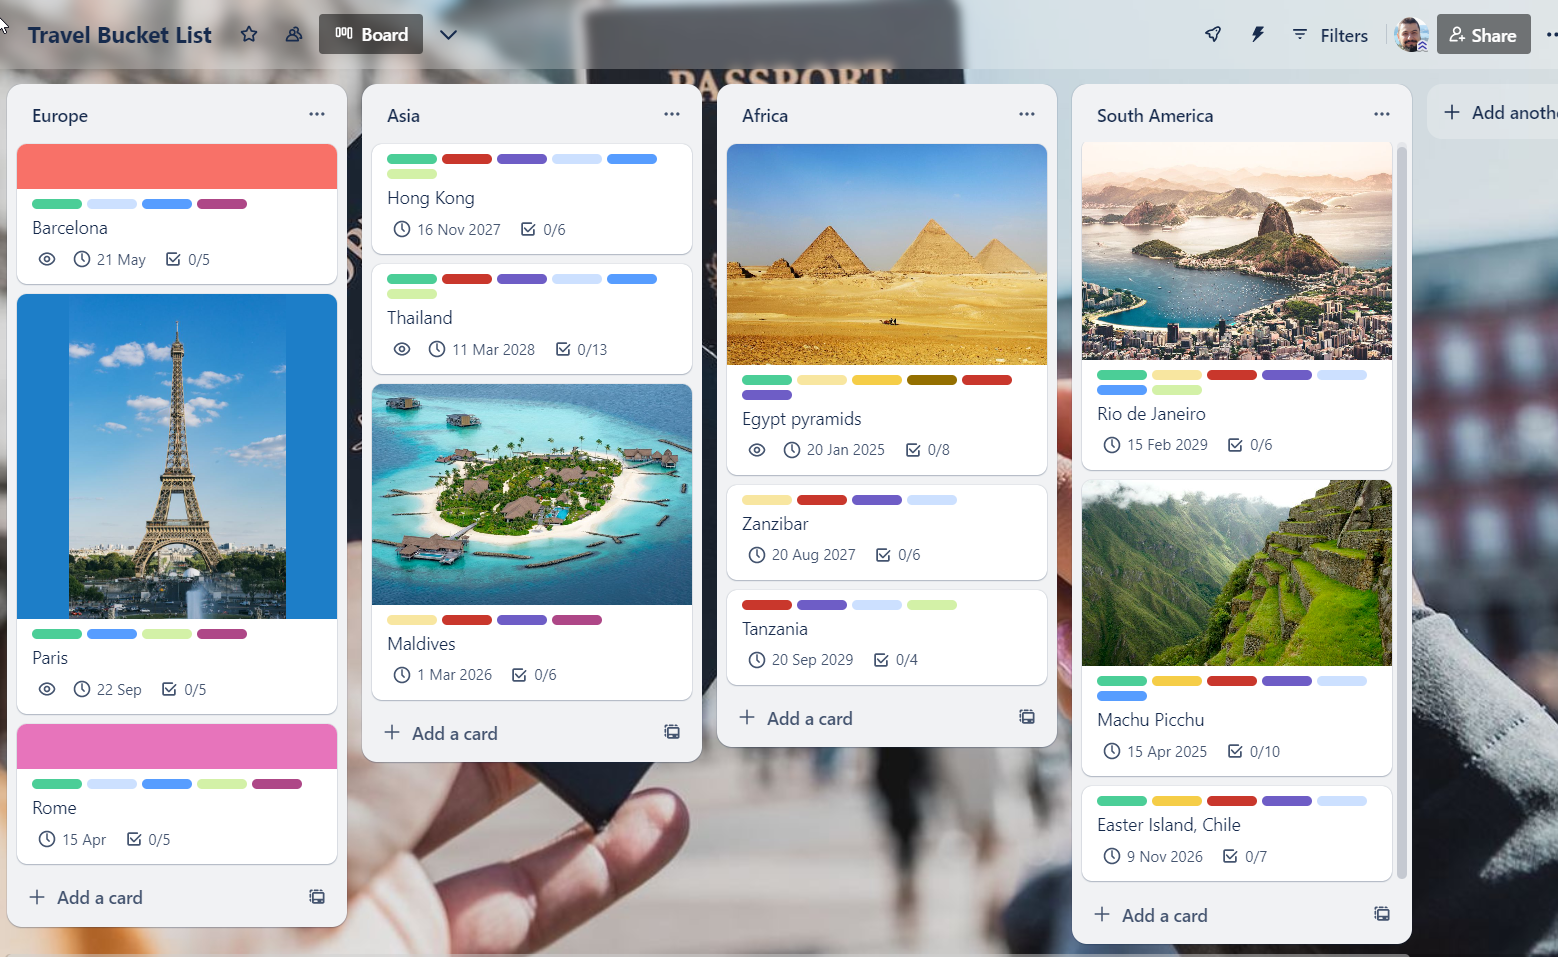 Travel Bucket List
Board
Filters
Share
PASSPORT
Europe
Barcelona
21 May
0/5
Paris
22 Sep
0/5
Rome
15 Apr
0/5
Add a card
Asia
Hong Kong
16 Nov 2027
0/6
Thailand
11 Mar 2028
0/13
Maldives
1 Mar 2026
0/6
Add a card
Africa
Egypt pyramids
20 Jan 2025
0/8
Zanzibar
20 Aug 2027
0/6
Tanzania
20 Sep 2029
0/4
Add a card
South America
Rio de Janeiro
15 Feb 2029
0/6
Machu Picchu
15 Apr 2025
0/10
Easter Island, Chile
9 Nov 2026
0/7
Add a card
Add anothe